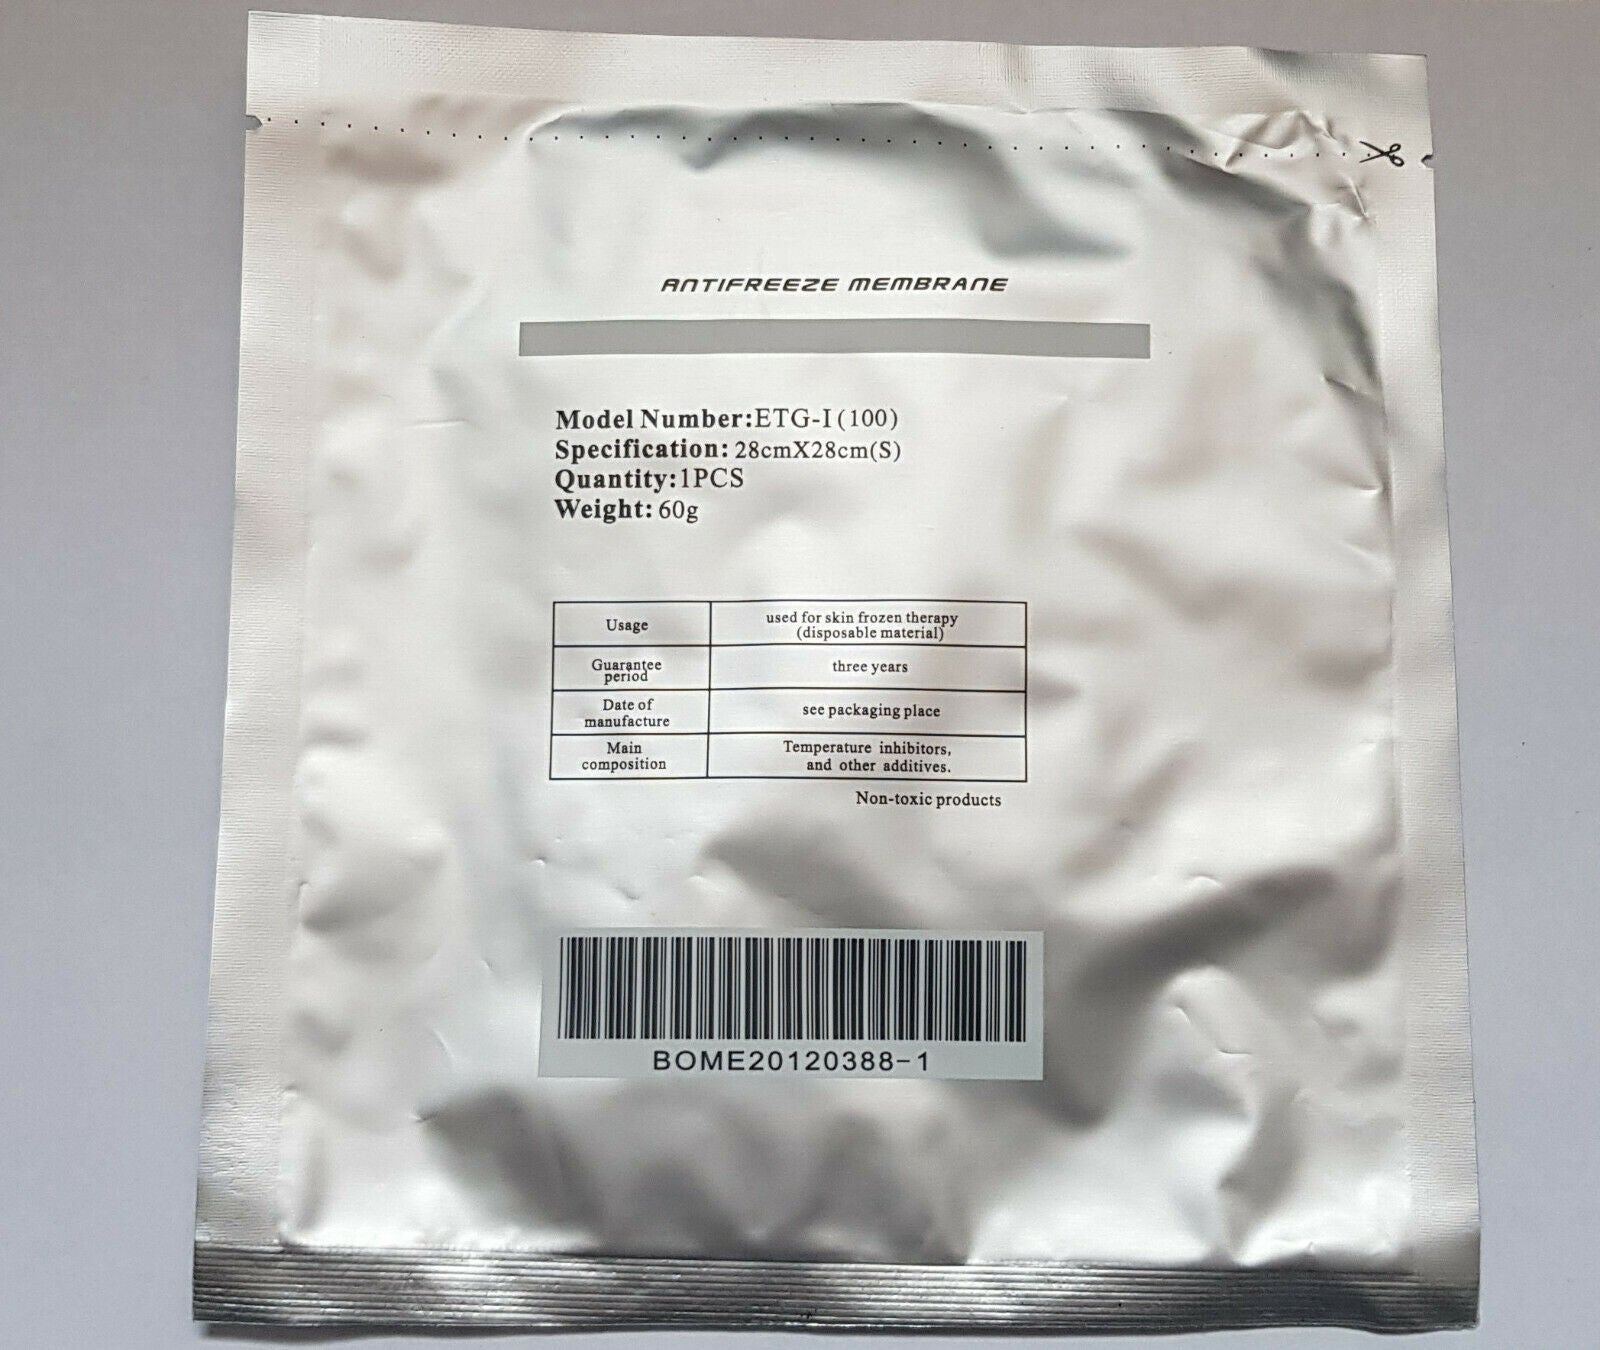 ANTIFREEZE MEMBRANE
Model Number:ETG-I(100)
Specification: 28cmX28cm(S)
Quantity:1PCS
Weight: 60g
Usage
used for skin frozen therapy
(disposable material)
Guarantee
period
three years
Date of
manufacture
see packaging place
Main
composition
Temperature inhibitors,
and other additives.
Non-toxic products
BOME20120388-1